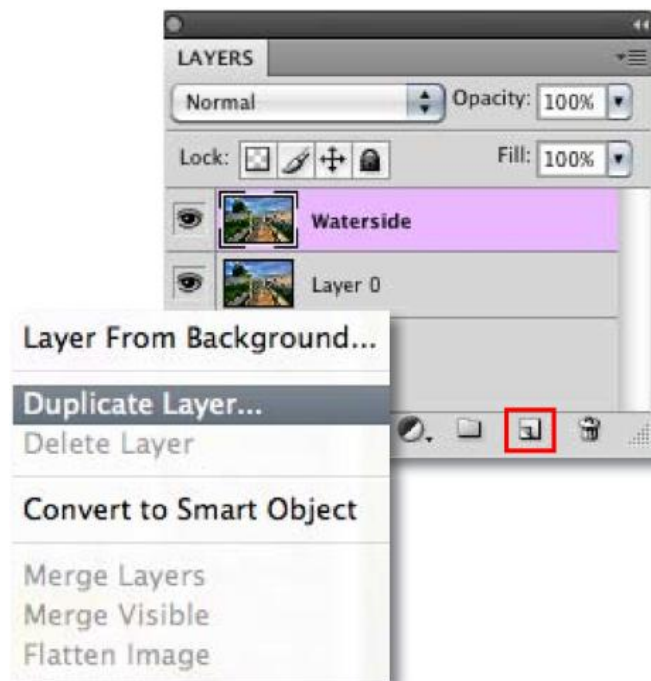 LAYERS
Normal Opacity: 100%
Lock: Fill: 100%
Waterside
Layer 0
Layer From Background...
Duplicate Layer...
Delete Layer
Convert to Smart Object
Merge Layers
Merge Visible
Flatten Image